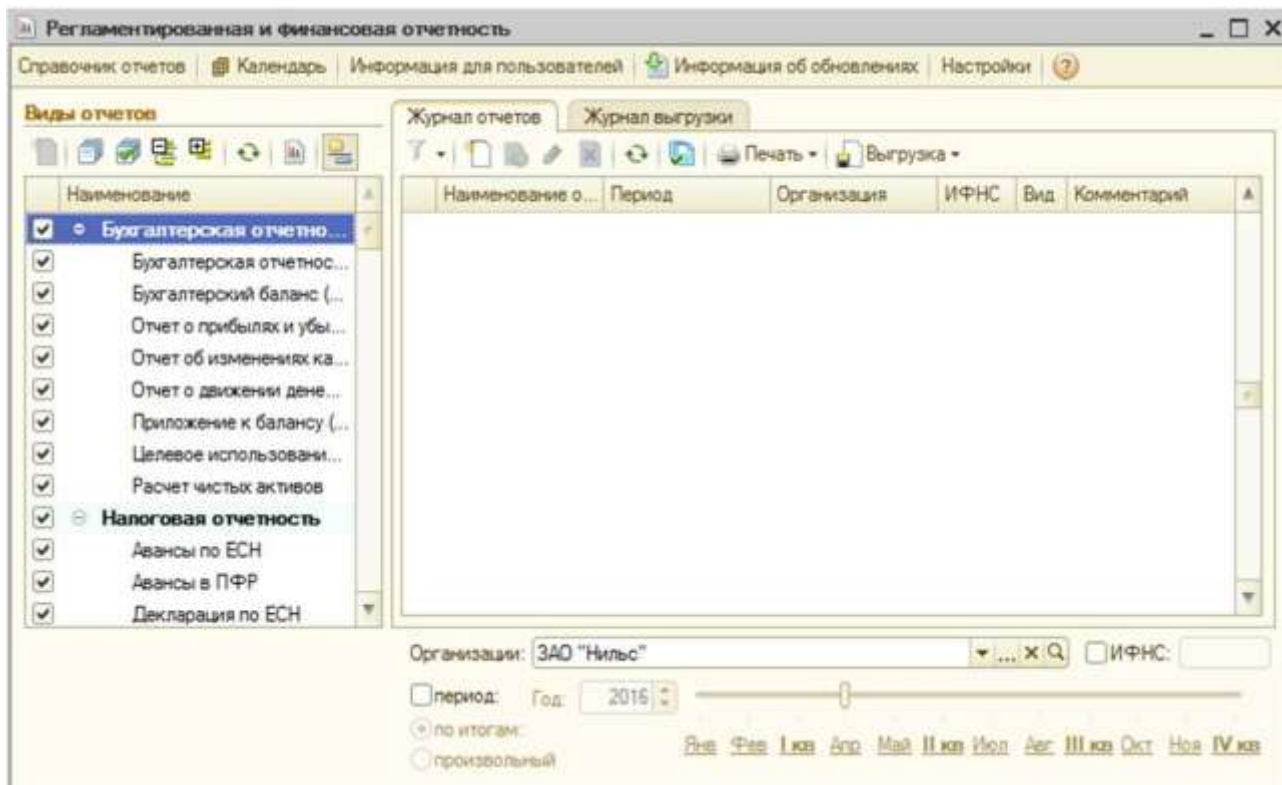 Регламентированная и финансовая отчетность
Справочник отчетов Календарь Информация для пользователей Информация об обновлениях Настройки ?
Виды отчетов
Журнал отчетов Журнал выгрузки
Печать Выгрузка
Наименование
Наименование о... Период Организация ИФНС Вид Комментарий
Бухгалтерская отчетно...
Бухгалтерская отчетнос...
Бухгалтерский баланс (...
Отчет о прибылях и убы...
Отчет об изменениях ка...
Отчет о движении дене...
Приложение к балансу (...
Целевое использовани...
Расчет чистых активов
Налоговая отчетность
Авансы по ЕСН
Авансы в ПФР
Декларация по ЕСН
Организации: ЗАО "Нильс" ... ИФНС:
период: Год: 2016
по итогам:
Янв Фев I кв Апр Май II кв Июл Авг III кв Окт Ноя IV кв
произвольный